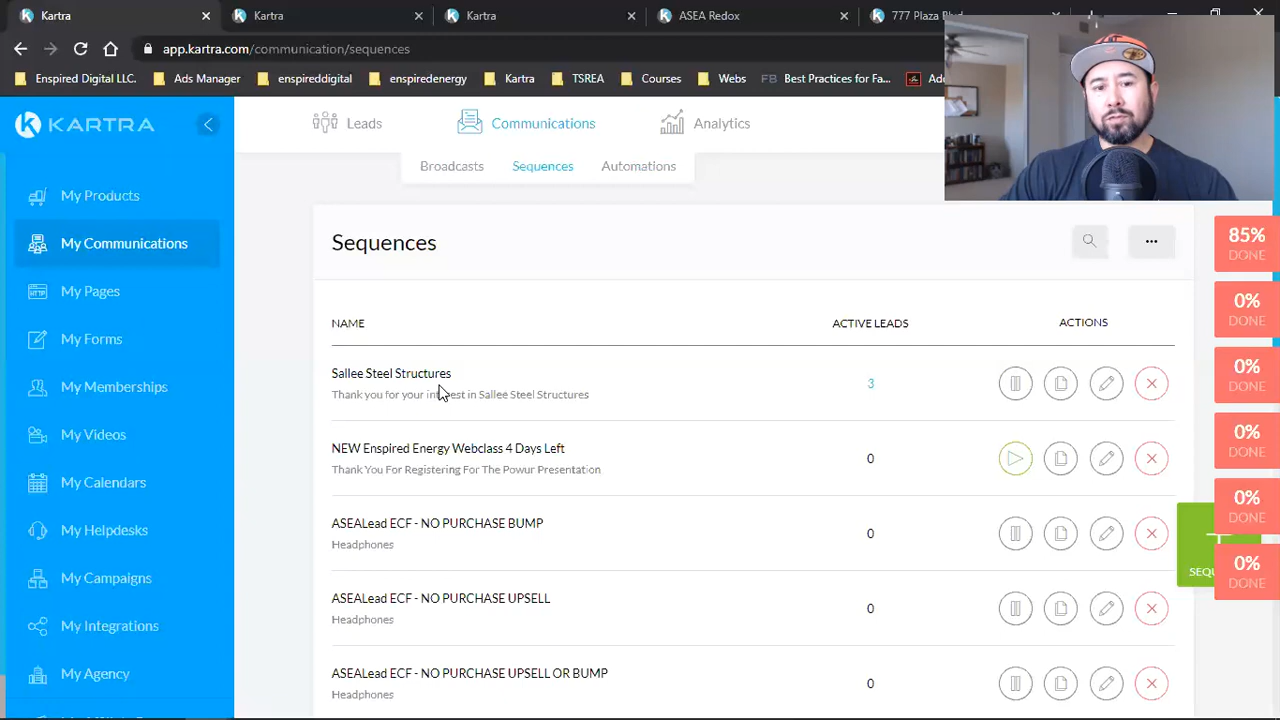 Kartra
Kartra
Kartra
ASEA Redox
777 Plaza
app.kartra.com/communication/sequences
Enspired Digital LLC.
Ads Manager
enspireddigital
enspiredenergy
Kartra
TSREA
Courses
Webs
FB Best Practices for Fa...
KARTRA
Leads
Communications
Analytics
Broadcasts
Sequences
Automations
My Products
My Communications
My Pages
My Forms
My Memberships
My Videos
My Calendars
My Helpdesks
My Campaigns
My Integrations
My Agency
Sequences
NAME
ACTIVE LEADS
ACTIONS
Sallee Steel Structures
Thank you for your interest in Sallee Steel Structures
3
NEW Enspired Energy Webclass 4 Days Left
Thank You For Registering For The Powur Presentation
0
ASEALead ECF - NO PURCHASE BUMP
Headphones
0
ASEALead ECF - NO PURCHASE UPSELL
Headphones
0
ASEALead ECF - NO PURCHASE UPSELL OR BUMP
Headphones
0
85%
DONE
0%
DONE
0%
DONE
0%
DONE
0%
DONE
0%
DONE